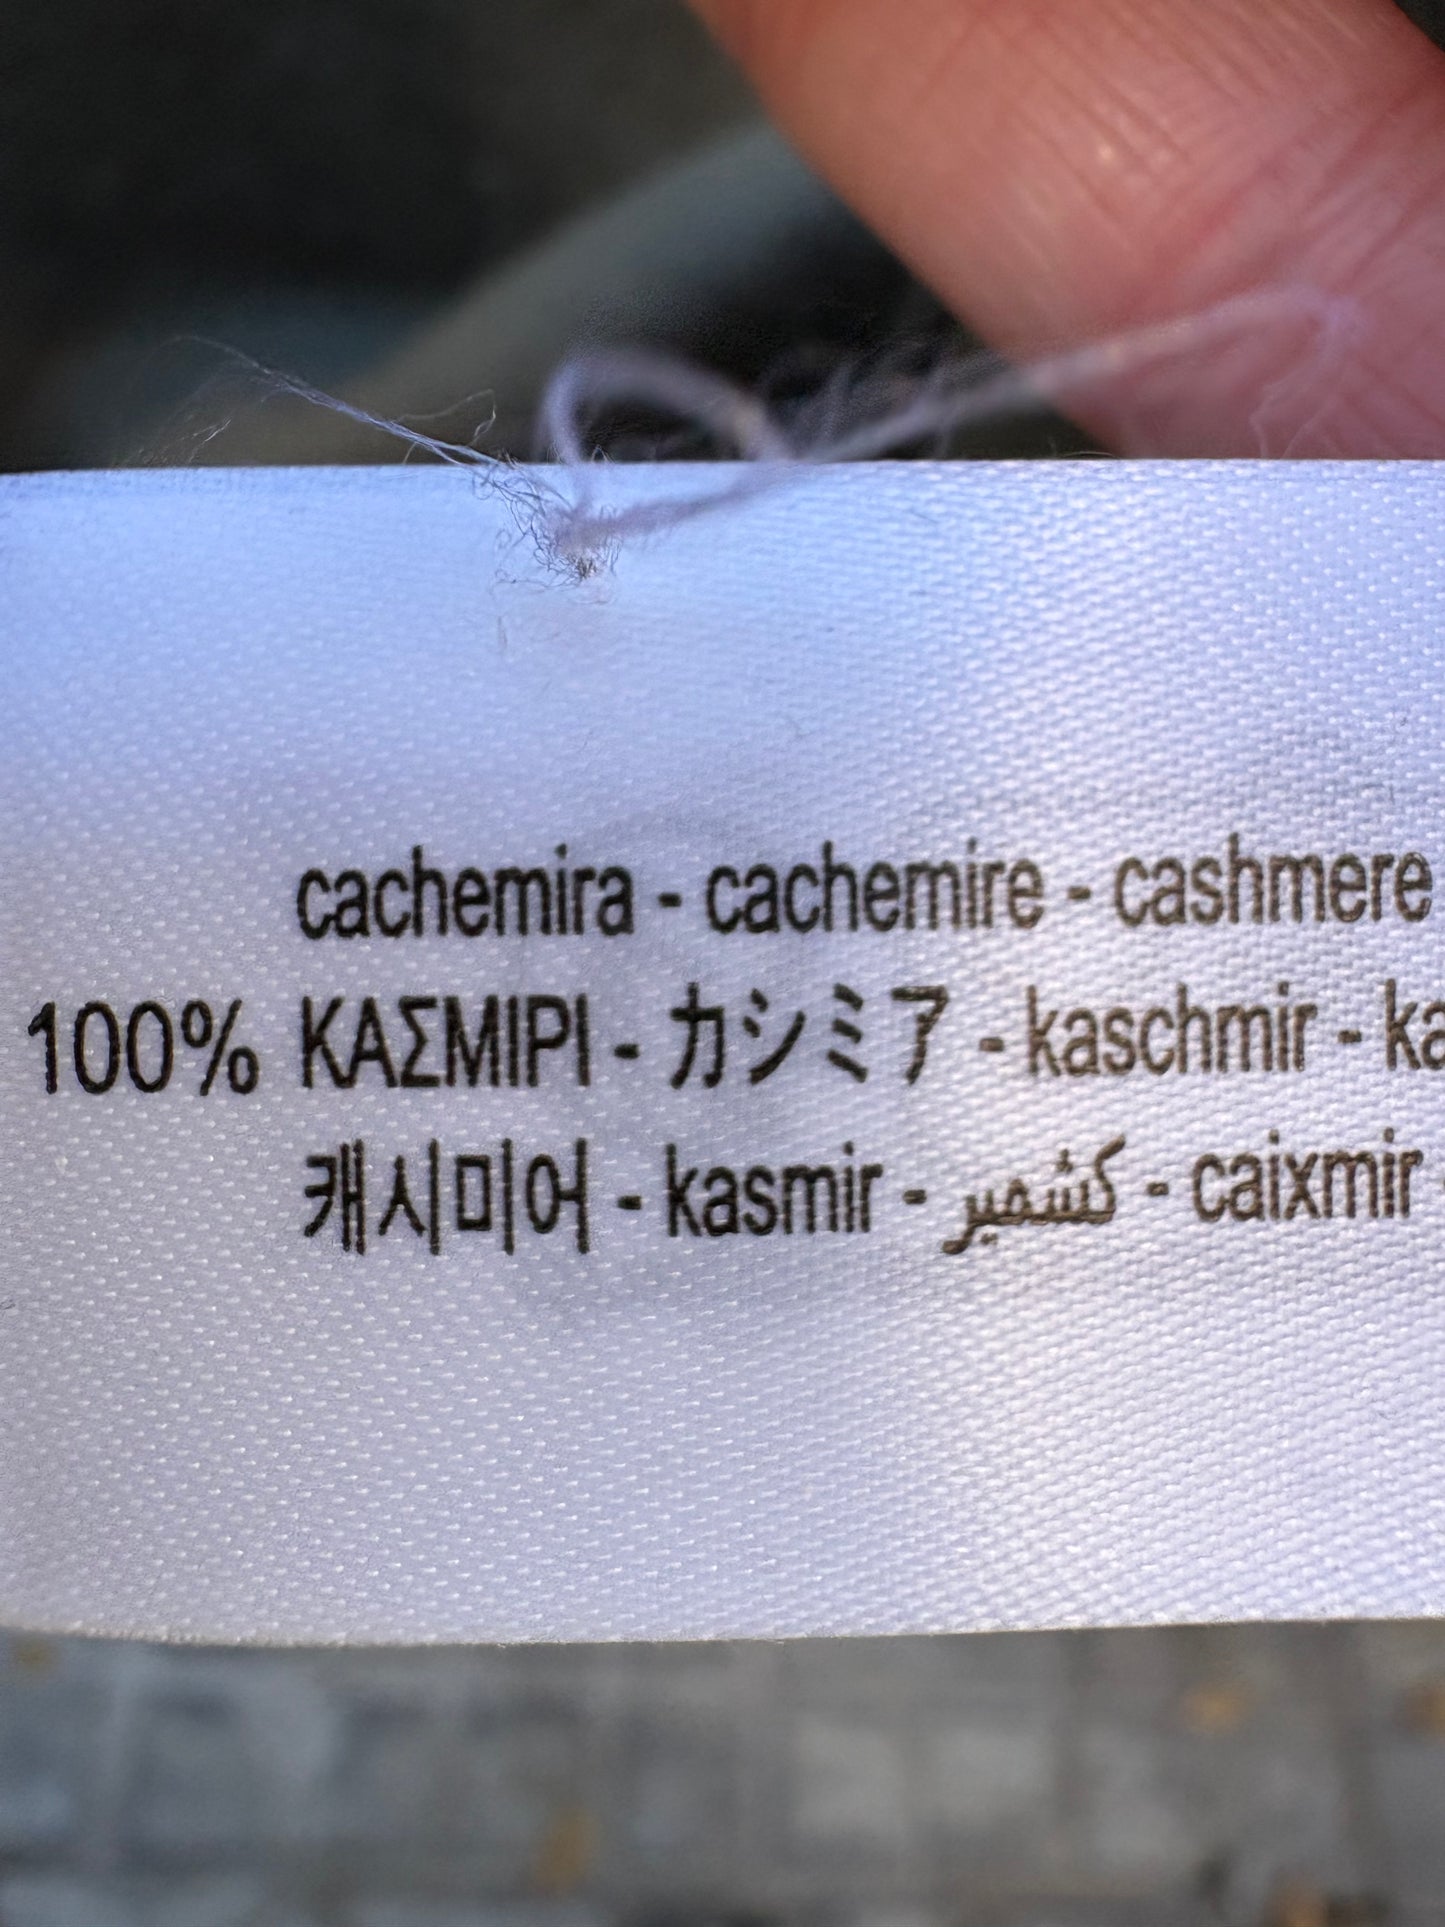 cachemira - cachemire - cashmere
100% ΚΑΣΜΙΡΙ - カシミア - kaschmir - ka
캐시미어 - kasmir - كشمير - caixmir